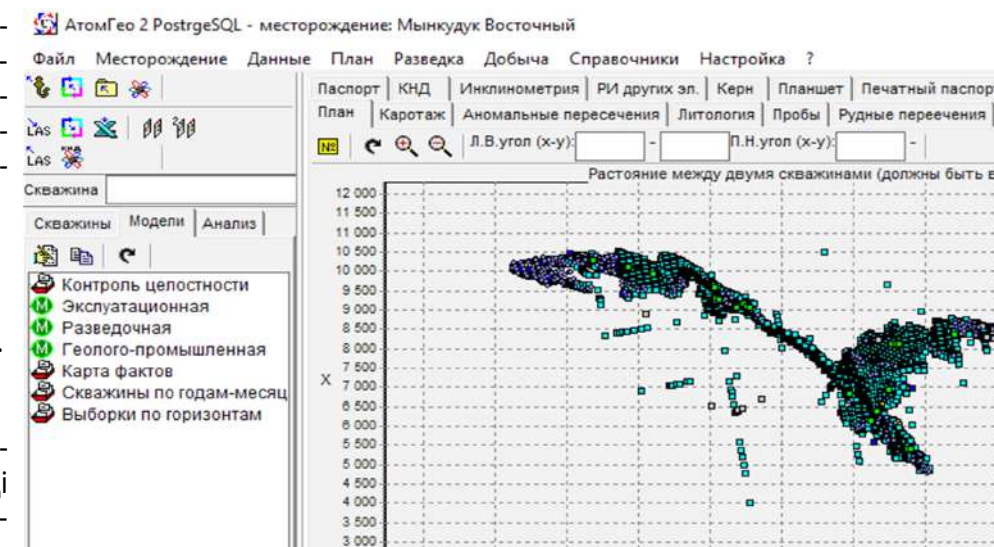 АтомГео 2 PostrgeSQL - месторождение: Мынкудук Восточный
Файл Месторождение Данные План Разведка Добыча Справочники Настройка ?
Паспорт КНД Инклинометрия РИ других эл. Керн Планшет Печатный паспор
План Каротаж Аномальные пересечения Литология Пробы Рудные переечения
LAS
LAS
№ Л.В.угол (x-y): - П.Н.угол (x-y): -
Скважина
Растояние между двумя скважинами (должны быть в
Скважины Модели Анализ
Контроль целостности
Эксплуатационная
Разведочная
Геолого-промышленная
Карта фактов
Скважины по годам-месяц
Выборки по горизонтам
12 000
11 500
11 000
10 500
10 000
9 500
9 000
8 500
8 000
7 500
X
7 000
6 500
6 000
5 500
5 000
4 500
4 000
3 500
3 000
і